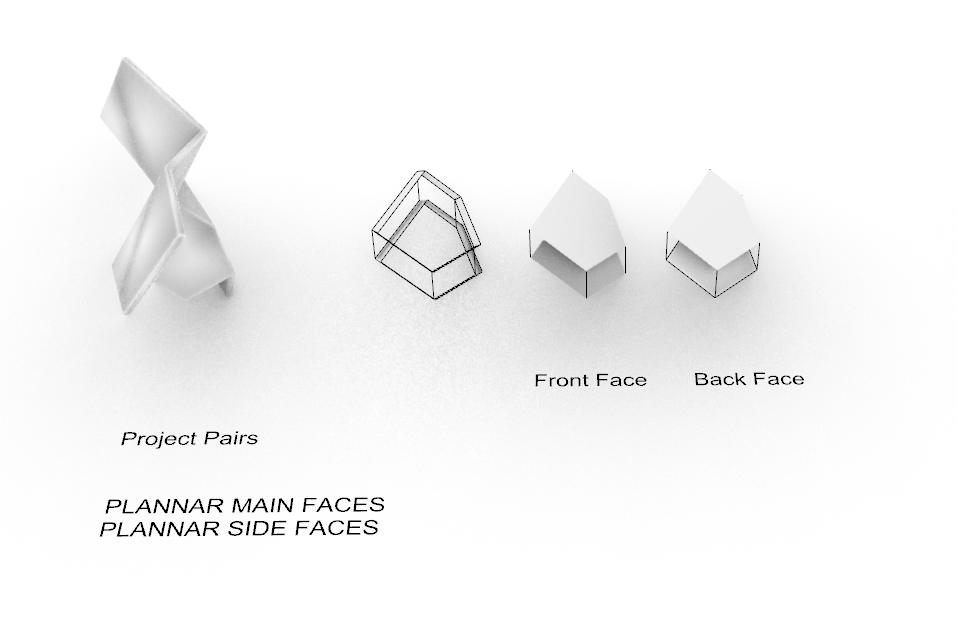 Front Face
Back Face
Project Pairs
PLANNAR MAIN FACES
PLANNAR SIDE FACES